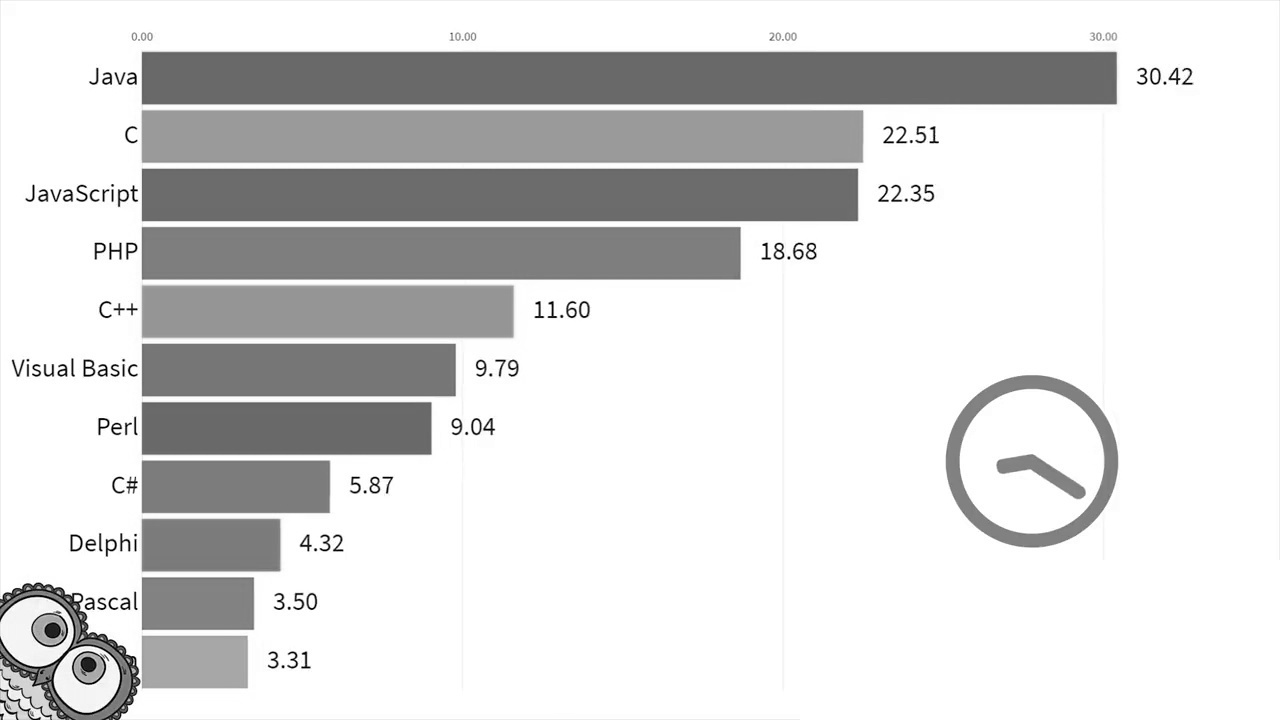 0.00 10.00 20.00 30.00
Java 30.42
C 22.51
JavaScript 22.35
PHP 18.68
C++ 11.60
Visual Basic 9.79
Perl 9.04
C# 5.87
Delphi 4.32
Pascal 3.50
3.31